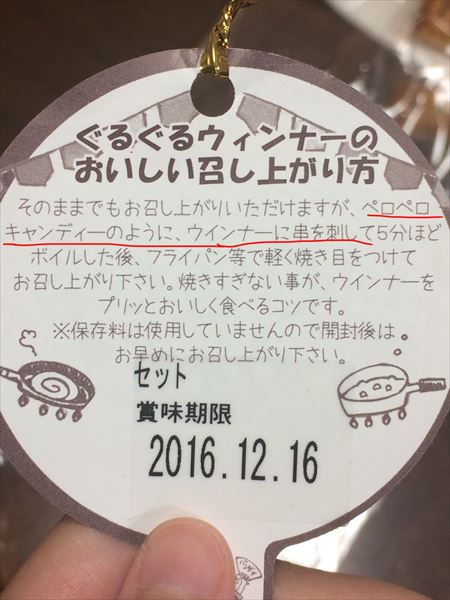 ぐるぐるウィンナーの
おいしい召し上がり方
そのままでもお召し上がりいただけますが、ペロペロ
キャンディーのように、ウインナーに串を刺して5分ほど
ボイルした後、フライパン等で軽く焼き目をつけて
お召し上がり下さい。焼きすぎない事が、ウインナーを
プリッとおいしく食べるコツです。
※保存料は使用していませんので開封後は
お早めにお召し上がり下さい。
セット
賞味期限
2016.12.16